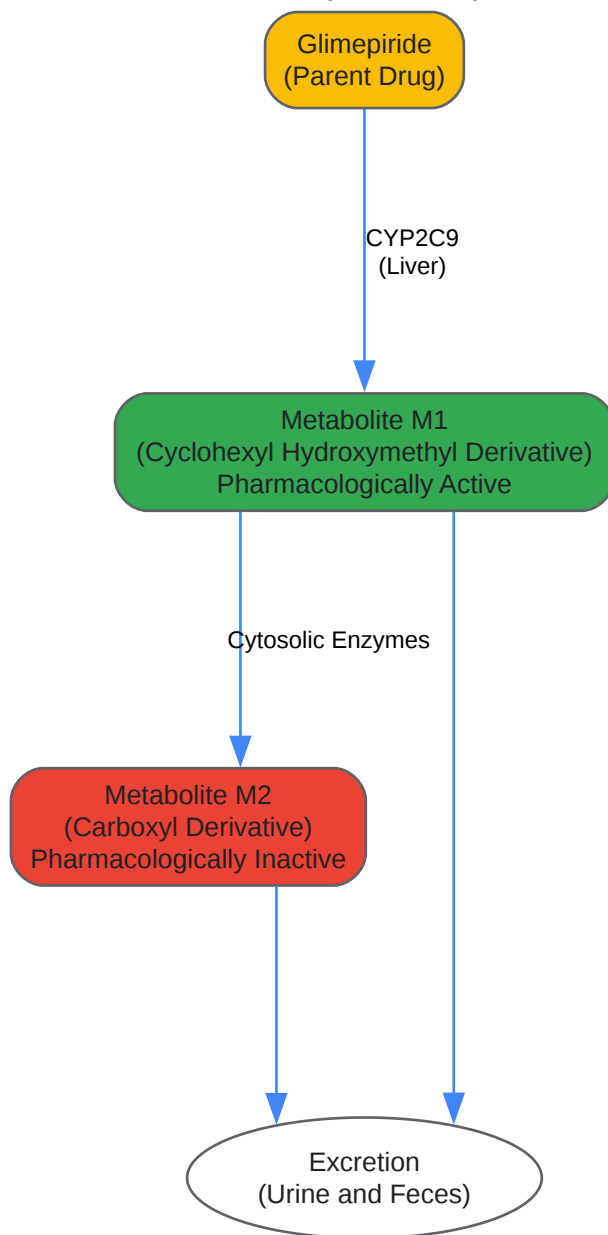 Glimepiride
(Parent Drug)
CYP2C9
(Liver)
Metabolite M1
(Cyclohexyl Hydroxymethyl Derivative)
Pharmacologically Active
Cytosolic Enzymes
Metabolite M2
(Carboxyl Derivative)
Pharmacologically Inactive
Excretion
(Urine and Feces)